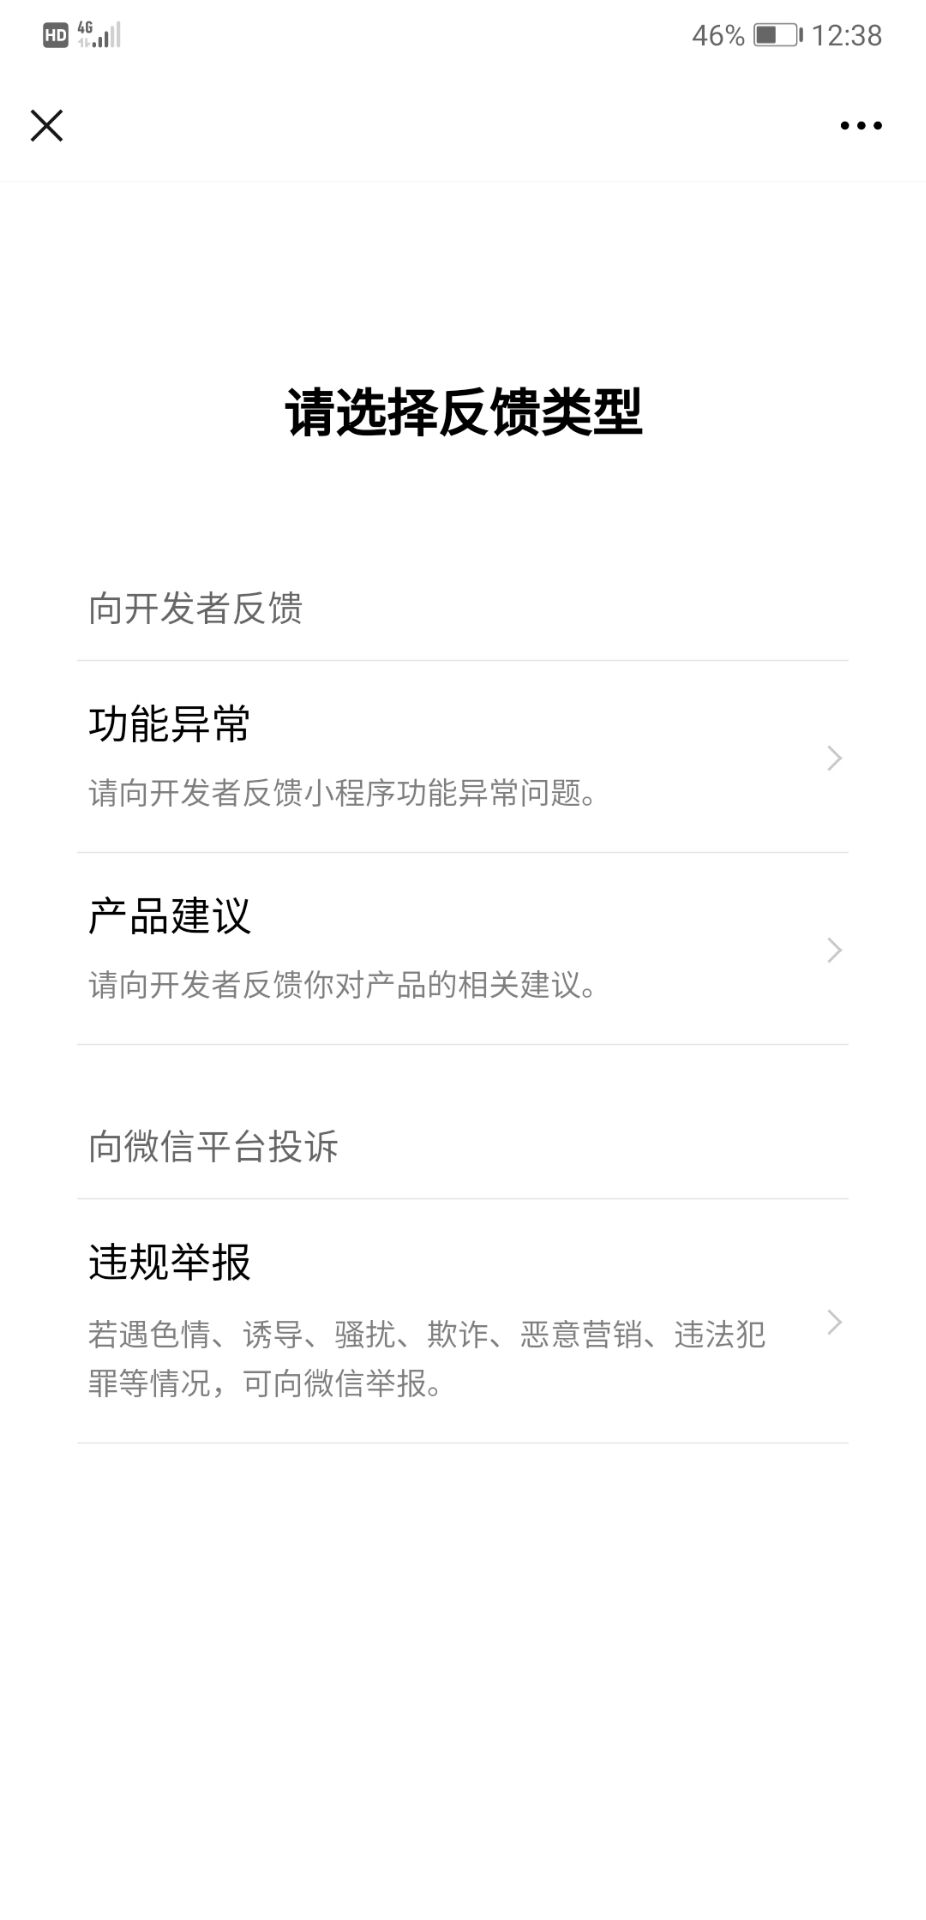 HD 4G 46% 12:38
请选择反馈类型
向开发者反馈
功能异常
请向开发者反馈小程序功能异常问题。
产品建议
请向开发者反馈你对产品的相关建议。
向微信平台投诉
违规举报
若遇色情、诱导、骚扰、欺诈、恶意营销、违法犯
罪等情况，可向微信举报。